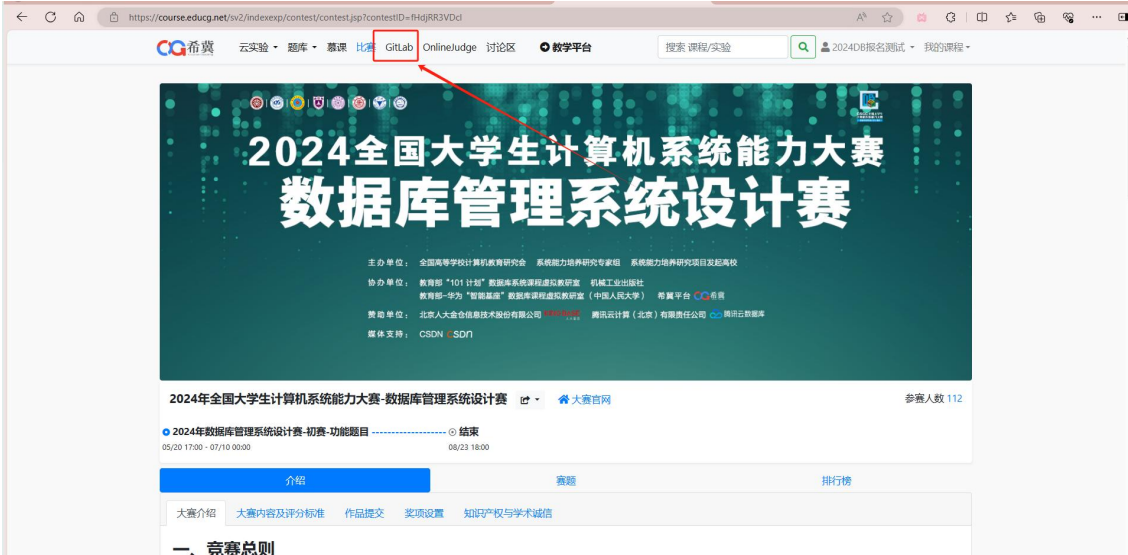 https://course.educg.net/sv2/indexexp/contest/contest.jsp?contestID=fHdjRR3VDcI
CG希冀 云实验 题库 慕课 比赛 GitLab OnlineJudge 讨论区 教学平台 搜索 课程/实验 2024DB报名测试 我的课程
2024全国大学生计算机系统能力大赛
数据库管理系统设计赛
主办单位： 全国高等学校计算机教育研究会 系统能力培养研究专家组 系统能力培养研究项目发起高校
协办单位： 教育部“101 计划”数据库系统课程虚拟教研室 机械工业出版社
教育部-华为“智能基座”数据库课程虚拟教研室（中国人民大学） 希冀平台 CG希冀
赞助单位： 北京人大金仓信息技术股份有限公司 腾讯云计算（北京）有限责任公司 腾讯云数据库
媒体支持： CSDN CSDN
2024年全国大学生计算机系统能力大赛-数据库管理系统设计赛 大赛官网 参赛人数 112
2024年数据库管理系统设计赛-初赛-功能题目 ------------------ 结束
05/20 17:00 - 07/10 00:00 08/23 18:00
介绍 赛题 排行榜
大赛介绍 大赛内容及评分标准 作品提交 奖项设置 知识产权与学术诚信
一、竞赛总则